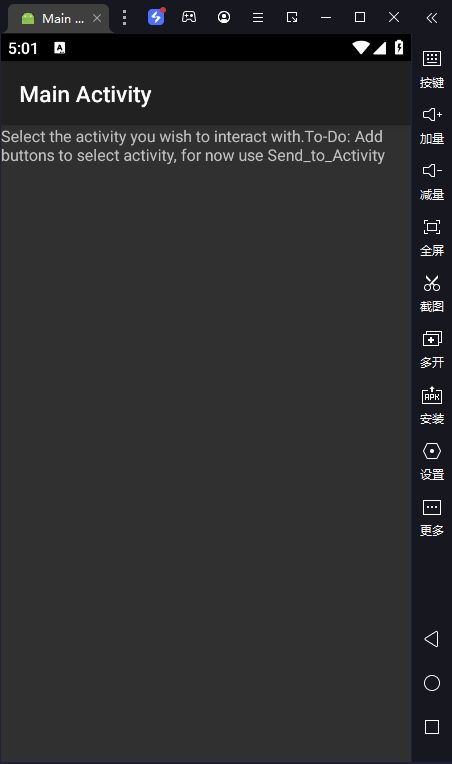 Main ...
5:01
A
Main Activity
Select the activity you wish to interact with.To-Do: Add
buttons to select activity, for now use Send_to_Activity
按键
加量
减量
全屏
截图
多开
APK
安装
设置
更多